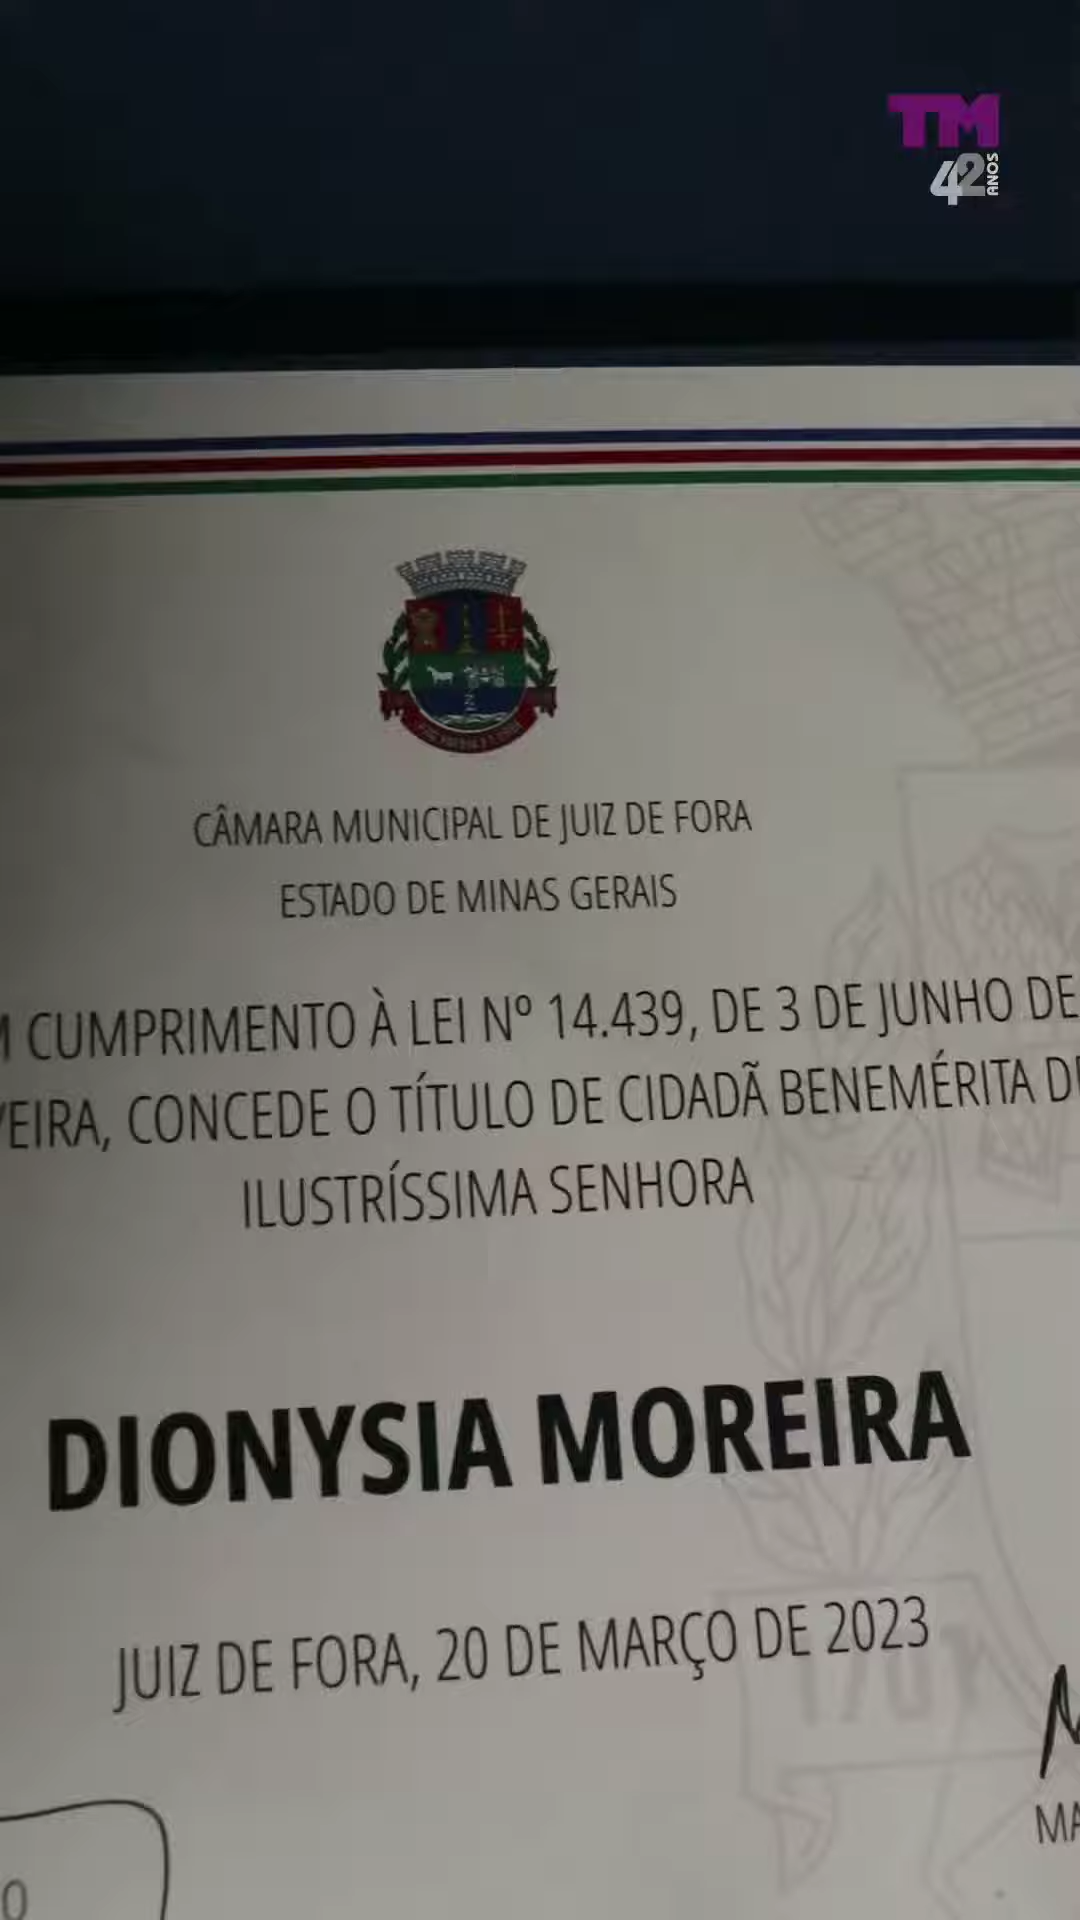 TM
42 ANOS
CÂMARA MUNICIPAL DE JUIZ DE FORA
ESTADO DE MINAS GERAIS
CUMPRIMENTO À LEI Nº 14.439, DE 3 DE JUNHO DE
VEIRA, CONCEDE O TÍTULO DE CIDADÃ BENEMÉRITA
ILUSTRÍSSIMA SENHORA
DIONYSIA MOREIRA
JUIZ DE FORA, 20 DE MARÇO DE 2023
MA